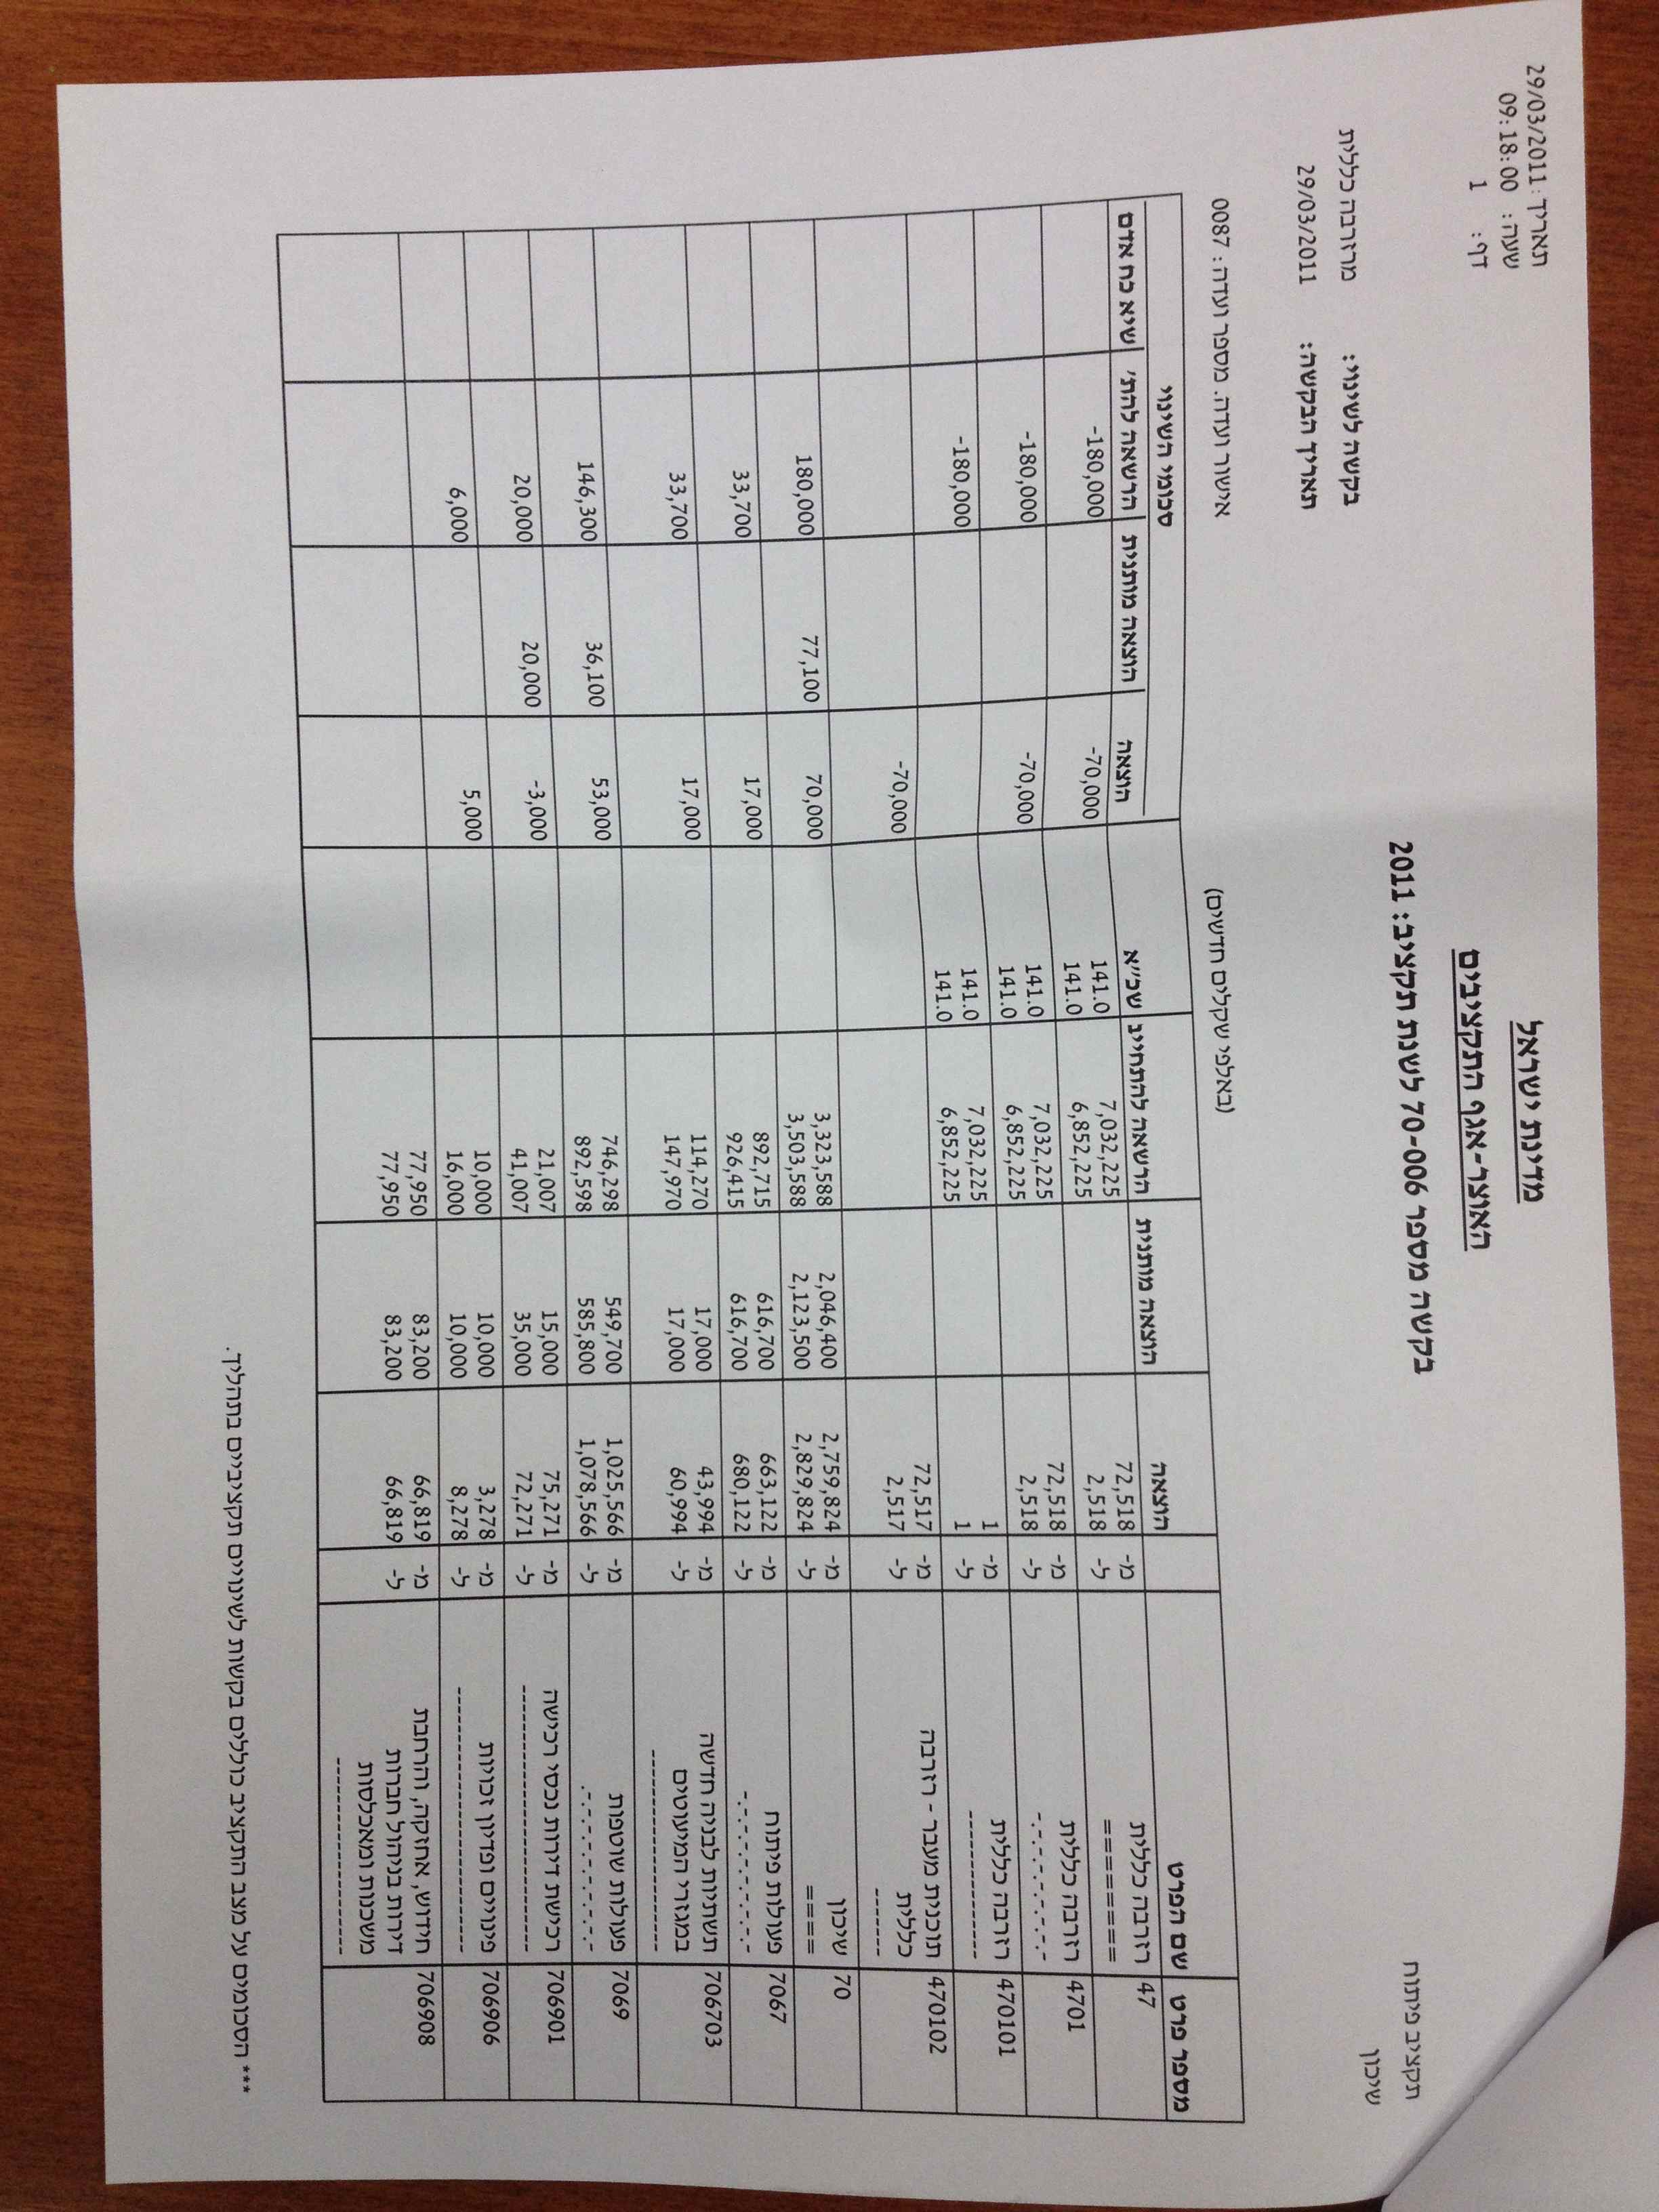 מדינת ישראל
האוצר-אגף התקציבים
בקשה מספר 70-006 לשנת תקציב: 2011
תאריך: 29/03/2011
שעה: 09:18:00
דף: 1
תקציב פיתוח
שיכון
בקשה לשינוי: מרזרבה כללית
תאריך הבקשה: 29/03/2011
(באלפי שקלים חדשים)
אישור ועדה. מספר ועדה: 0087
סכומי השינוי
מספר פרט שם הפרט הוצאה הוצאה מותנית הרשאה להתחייב שכ"א הוצאה הוצאה מותנית הרשאה להת' שיא כח אדם
47 רזרבה כללית מ- 72,518 7,032,225 141.0 -70,000 -180,000
======== ל- 2,518 6,852,225 141.0
4701 רזרבה כללית מ- 72,518 7,032,225 141.0 -70,000 -180,000
-.-.-.-.-.-.-.- ל- 2,518 6,852,225 141.0
470101 רזרבה כללית מ- 1 7,032,225 141.0 -180,000
------------- ל- 1 6,852,225 141.0
470102 תוכנית מעבר - רזרבה מ- 72,517 -70,000
כללית ל- 2,517
------
70 שיכון מ- 2,759,824 2,046,400 3,323,588 70,000 77,100 180,000
==== ל- 2,829,824 2,123,500 3,503,588
7067 פעולות פיתוח מ- 663,122 616,700 892,715 17,000 33,700
-.-.-.-.-.-.-.- ל- 680,122 616,700 926,415
706703 תשתיות לבניה חדשה מ- 43,994 17,000 114,270 17,000 33,700
במגזרי המיעוטים ל- 60,994 17,000 147,970
------------------
7069 פעולות שוטפות מ- 1,025,566 549,700 746,298 53,000 36,100 146,300
-.-.-.-.-.-.-.-.- ל- 1,078,566 585,800 892,598
706901 רכישת דירות נכסי רכישה מ- 75,271 15,000 21,007 -3,000 20,000 20,000
----------------------- ל- 72,271 35,000 41,007
706906 פינויים ופדיון זכויות מ- 3,278 10,000 10,000 5,000 6,000
----------------------- ל- 8,278 10,000 16,000
706908 חידוש, אחזקה, והרחבת מ- 66,819 83,200 77,950
דירות בניהול חברות ל- 66,819 83,200 77,950
משכנות ומאכלסות
------------------
*** הסכומים על מצב התקציב כוללים בקשות לשינויים תקציביים בתהליך.